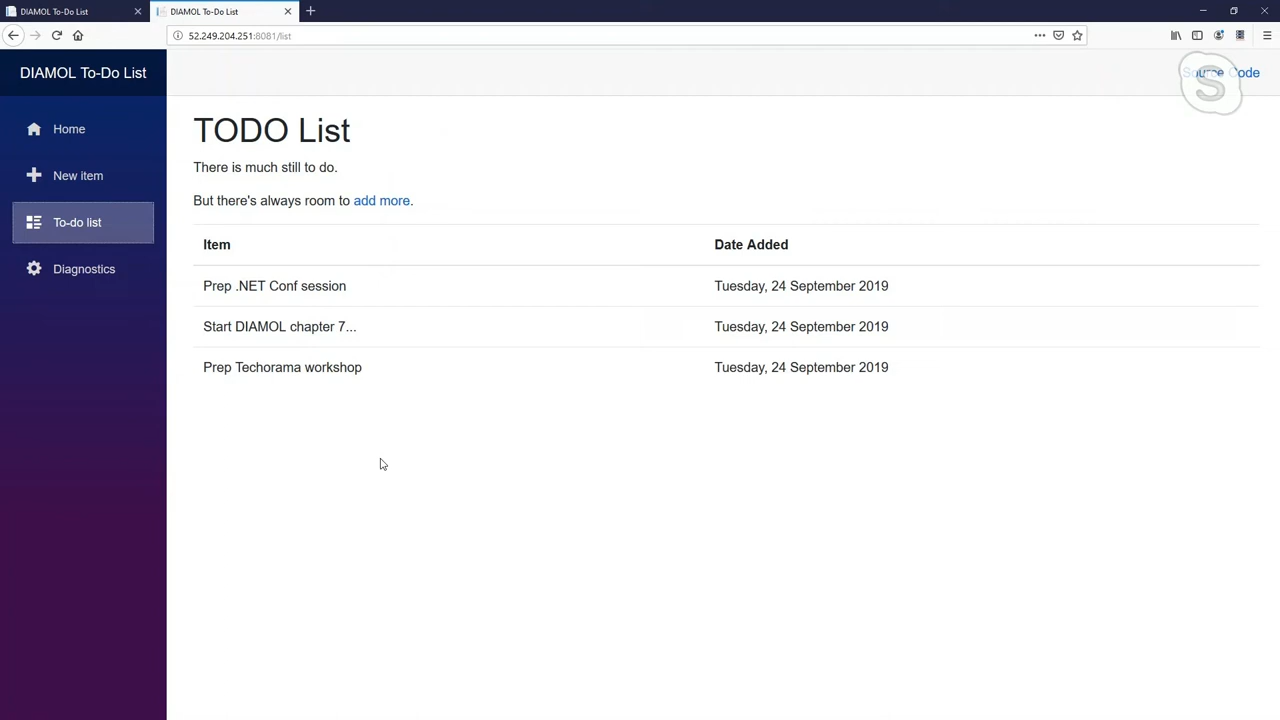 DIAMOL To-Do List
DIAMOL To-Do List
52.249.204.251:8081/list
DIAMOL To-Do List
Source Code
S
Home
New item
To-do list
Diagnostics
TODO List
There is much still to do.
But there's always room to add more.
Item Date Added
Prep .NET Conf session Tuesday, 24 September 2019
Start DIAMOL chapter 7... Tuesday, 24 September 2019
Prep Techorama workshop Tuesday, 24 September 2019